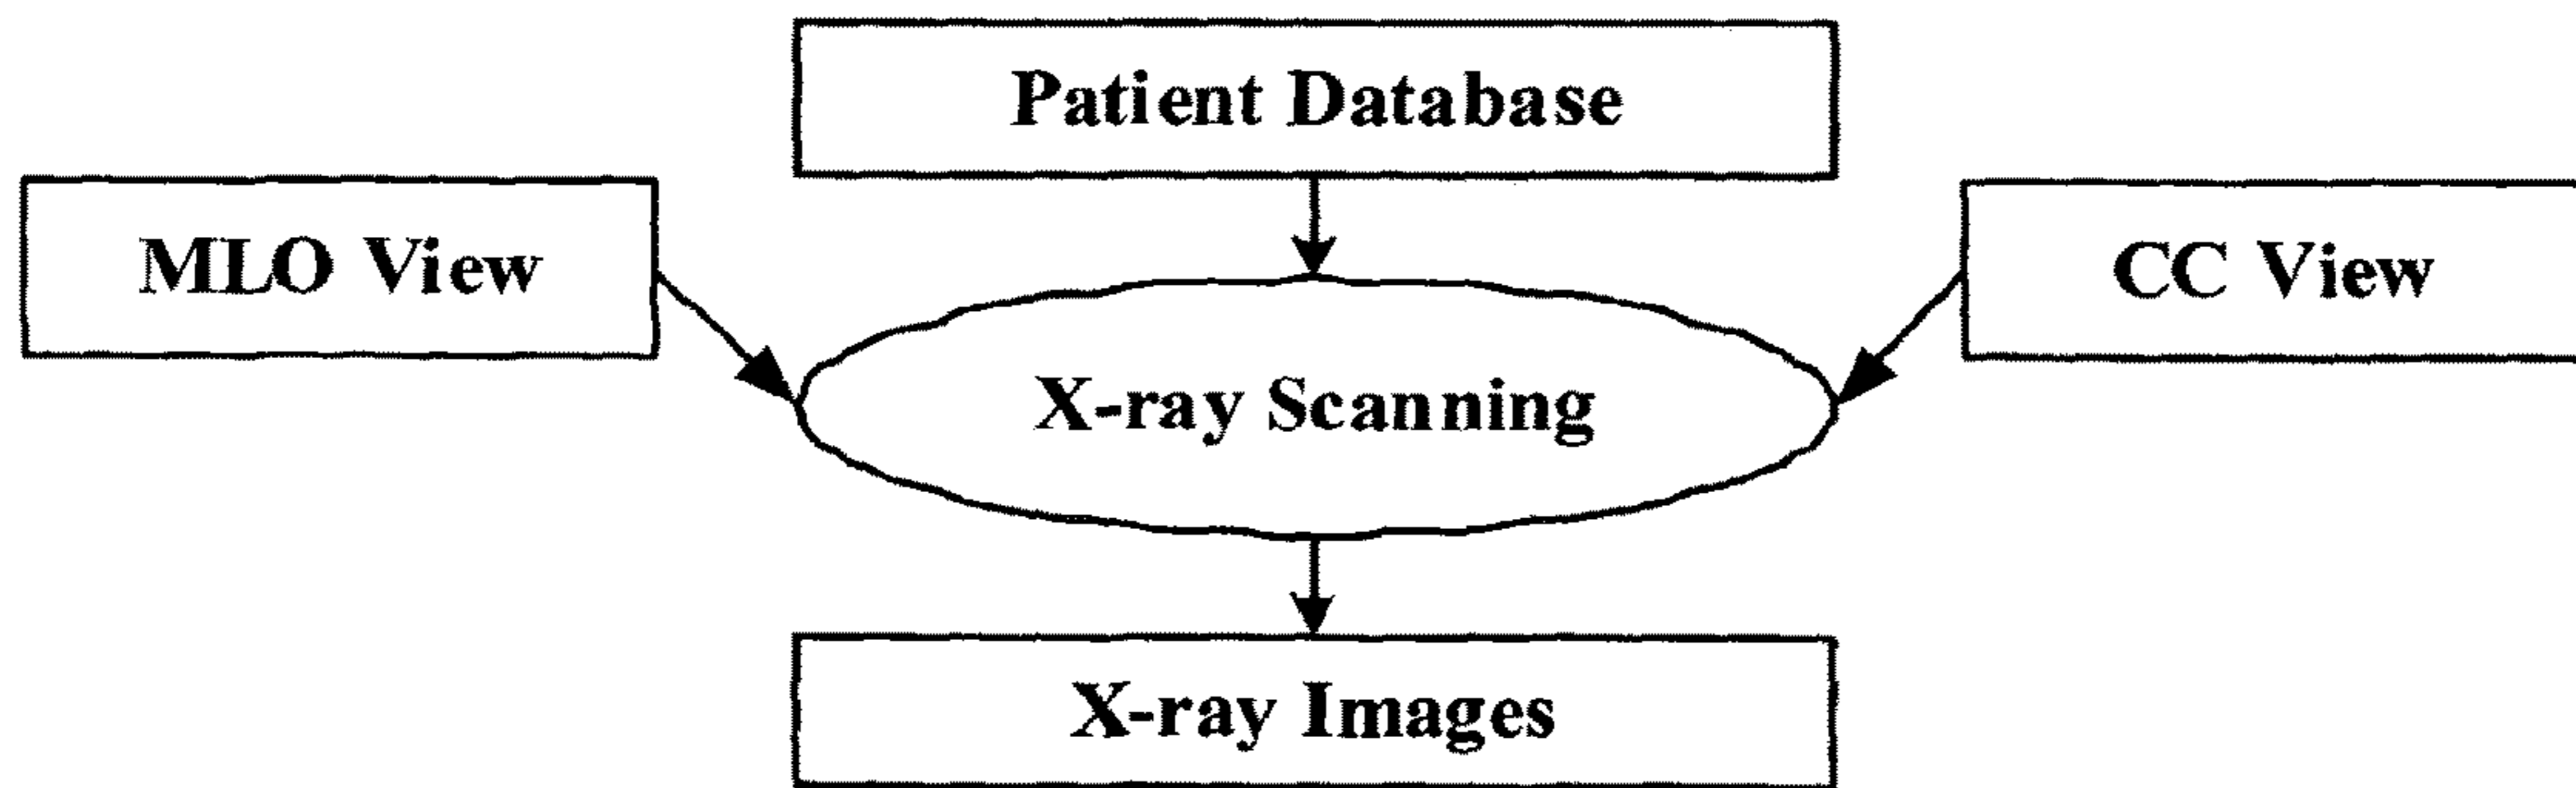 Patient Database
MLO View
CC View
X-ray Scanning
X-ray Images